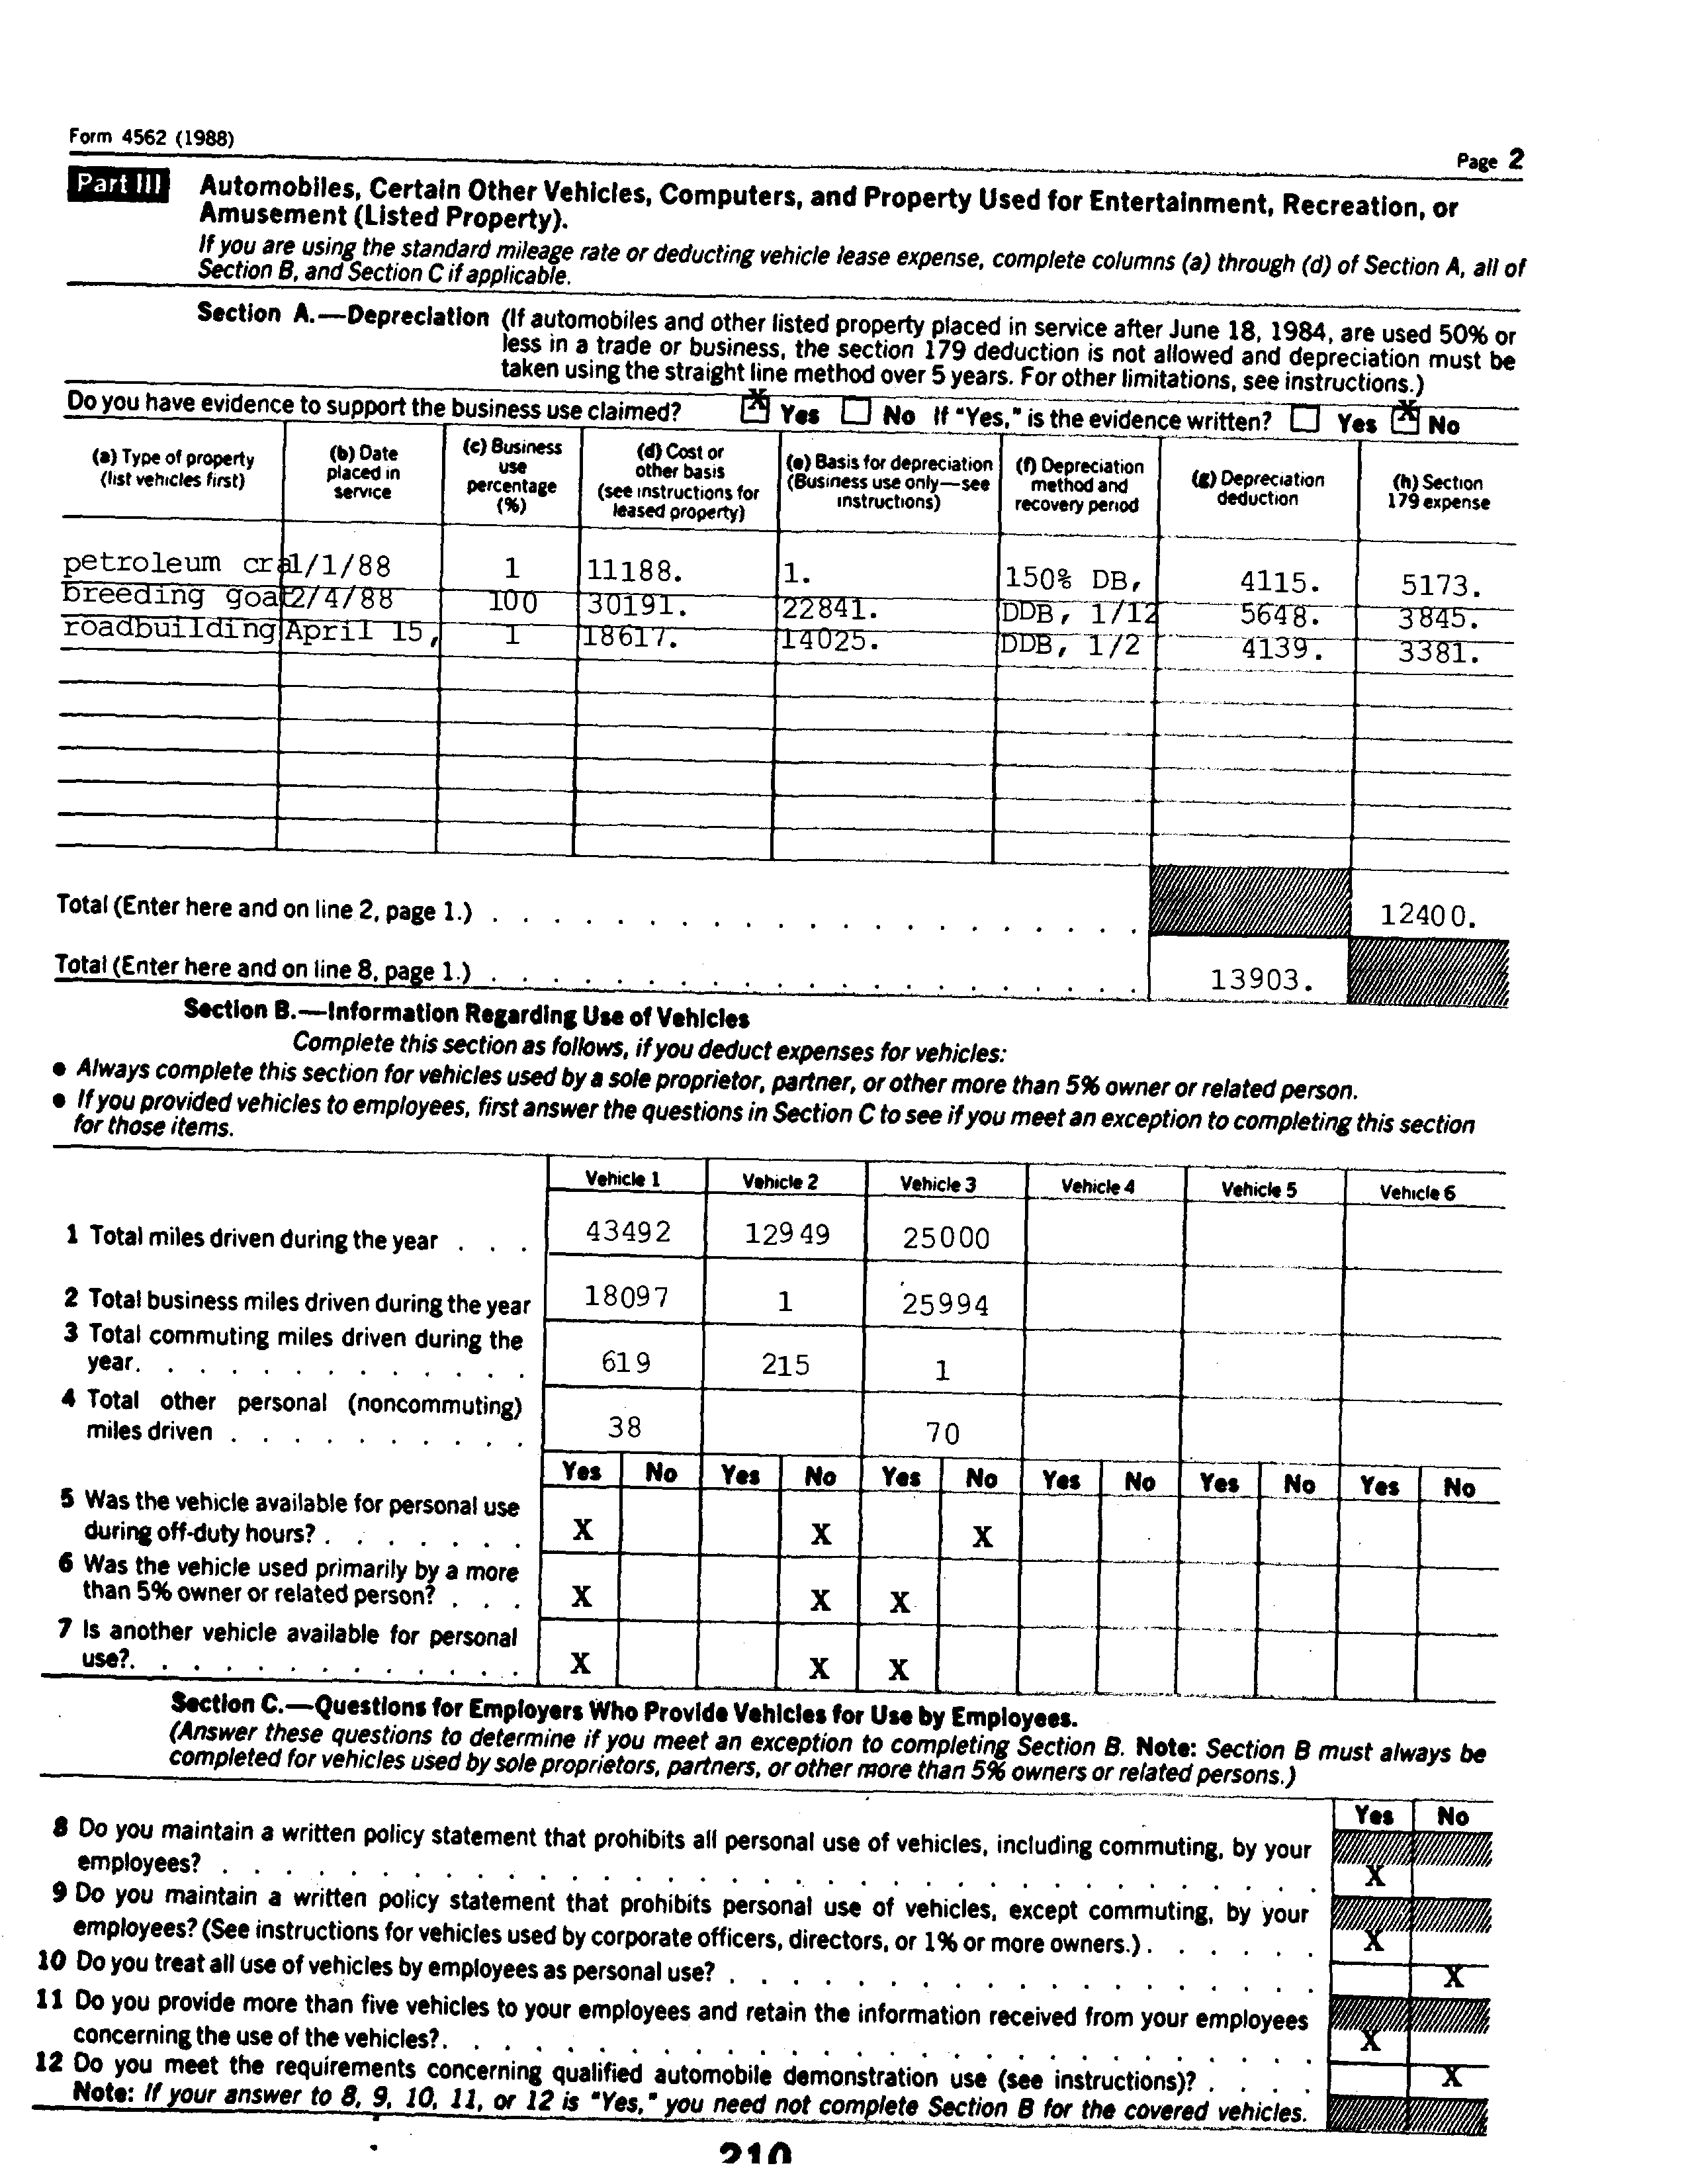 Form 4562 (1988)
Page 2
Part III Automobiles, Certain Other Vehicles, Computers, and Property Used for Entertainment, Recreation, or
Amusement (Listed Property).
If you are using the standard mileage rate or deducting vehicle lease expense, complete columns (a) through (d) of Section A, all of
Section B, and Section C if applicable.
Section A.—Depreciation (If automobiles and other listed property placed in service after June 18, 1984, are used 50% or
less in a trade or business, the section 179 deduction is not allowed and depreciation must be
taken using the straight line method over 5 years. For other limitations, see instructions.)
Do you have evidence to support the business use claimed? X Yes No If "Yes," is the evidence written? Yes X No
(a) Type of property (list vehicles first) (b) Date placed in service (c) Business use percentage (%) (d) Cost or other basis (see instructions for leased property) (e) Basis for depreciation (Business use only—see instructions) (f) Depreciation method and recovery period (g) Depreciation deduction (h) Section 179 expense
petroleum cra 1/1/88 1 11188. 1. 150% DB, 4115. 5173.
breeding goat 2/4/88 100 30191. 22841. DDB, 1/12 5648. 3845.
roadbuilding April 15, 1 18617. 14025. DDB, 1/2 4139. 3381.
Total (Enter here and on line 2, page 1.) . . . . . . . . . . . . . . . . . . . . . 12400.
Total (Enter here and on line 8, page 1.) . . . . . . . . . . . . . . . . . . . . . 13903.
Section B.—Information Regarding Use of Vehicles
Complete this section as follows, if you deduct expenses for vehicles:
● Always complete this section for vehicles used by a sole proprietor, partner, or other more than 5% owner or related person.
● If you provided vehicles to employees, first answer the questions in Section C to see if you meet an exception to completing this section
for those items.
Vehicle 1 Vehicle 2 Vehicle 3 Vehicle 4 Vehicle 5 Vehicle 6
1 Total miles driven during the year . . . 43492 12949 25000
2 Total business miles driven during the year 18097 1 25994
3 Total commuting miles driven during the
year. . . . . . . . . . . . . 619 215 1
4 Total other personal (noncommuting)
miles driven . . . . . . . . . . 38 70
Yes No Yes No Yes No Yes No Yes No Yes No
5 Was the vehicle available for personal use
during off-duty hours? . . . . . . . X X X
6 Was the vehicle used primarily by a more
than 5% owner or related person? . . . X X X
7 Is another vehicle available for personal
use?. . . . . . . . . . . . . X X X
Section C.—Questions for Employers Who Provide Vehicles for Use by Employees.
(Answer these questions to determine if you meet an exception to completing Section B. Note: Section B must always be
completed for vehicles used by sole proprietors, partners, or other more than 5% owners or related persons.)
Yes No
8 Do you maintain a written policy statement that prohibits all personal use of vehicles, including commuting, by your
employees? . . . . . . . . . . . . . . . . . . . . . . . . . . . . . . . . . . . X
9 Do you maintain a written policy statement that prohibits personal use of vehicles, except commuting, by your
employees? (See instructions for vehicles used by corporate officers, directors, or 1% or more owners.) . . . . . . X
10 Do you treat all use of vehicles by employees as personal use? . . . . . . . . . . . . . . . . . . . X
11 Do you provide more than five vehicles to your employees and retain the information received from your employees
concerning the use of the vehicles?. . . . . . . . . . . . . . . . . . . . . . . . . . . . X
12 Do you meet the requirements concerning qualified automobile demonstration use (see instructions)? . . . . X
Note: If your answer to 8, 9, 10, 11, or 12 is "Yes," you need not complete Section B for the covered vehicles.
210